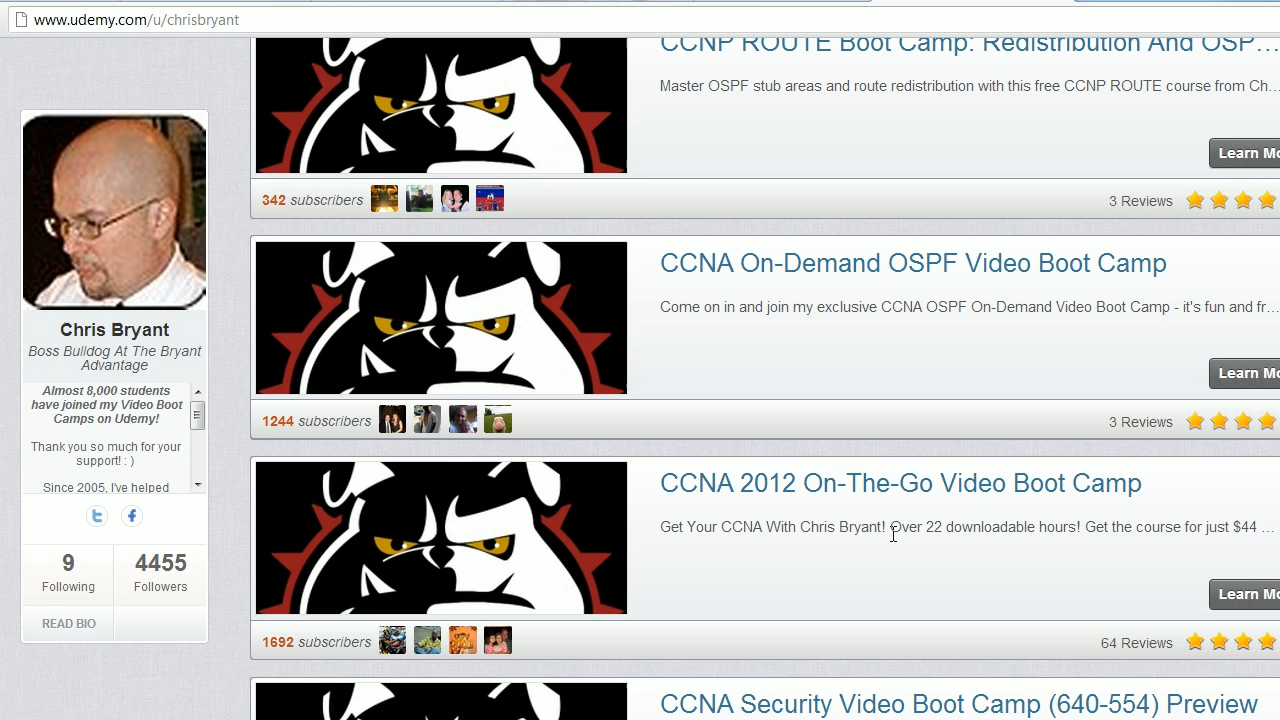 www.udemy.com/u/chrisbryant
Chris Bryant
Boss Bulldog At The Bryant
Advantage
Almost 8,000 students
have joined my Video Boot
Camps on Udemy!
Thank you so much for your
support! : )
Since 2005, I've helped
9
Following
4455
Followers
READ BIO
CCNP ROUTE Boot Camp: Redistribution And OSP...
Master OSPF stub areas and route redistribution with this free CCNP ROUTE course from Ch...
Learn Mo
342 subscribers
3 Reviews
CCNA On-Demand OSPF Video Boot Camp
Come on in and join my exclusive CCNA OSPF On-Demand Video Boot Camp - it's fun and fr...
Learn Mo
1244 subscribers
3 Reviews
CCNA 2012 On-The-Go Video Boot Camp
Get Your CCNA With Chris Bryant! Over 22 downloadable hours! Get the course for just $44 ...
Learn Mo
1692 subscribers
64 Reviews
CCNA Security Video Boot Camp (640-554) Preview